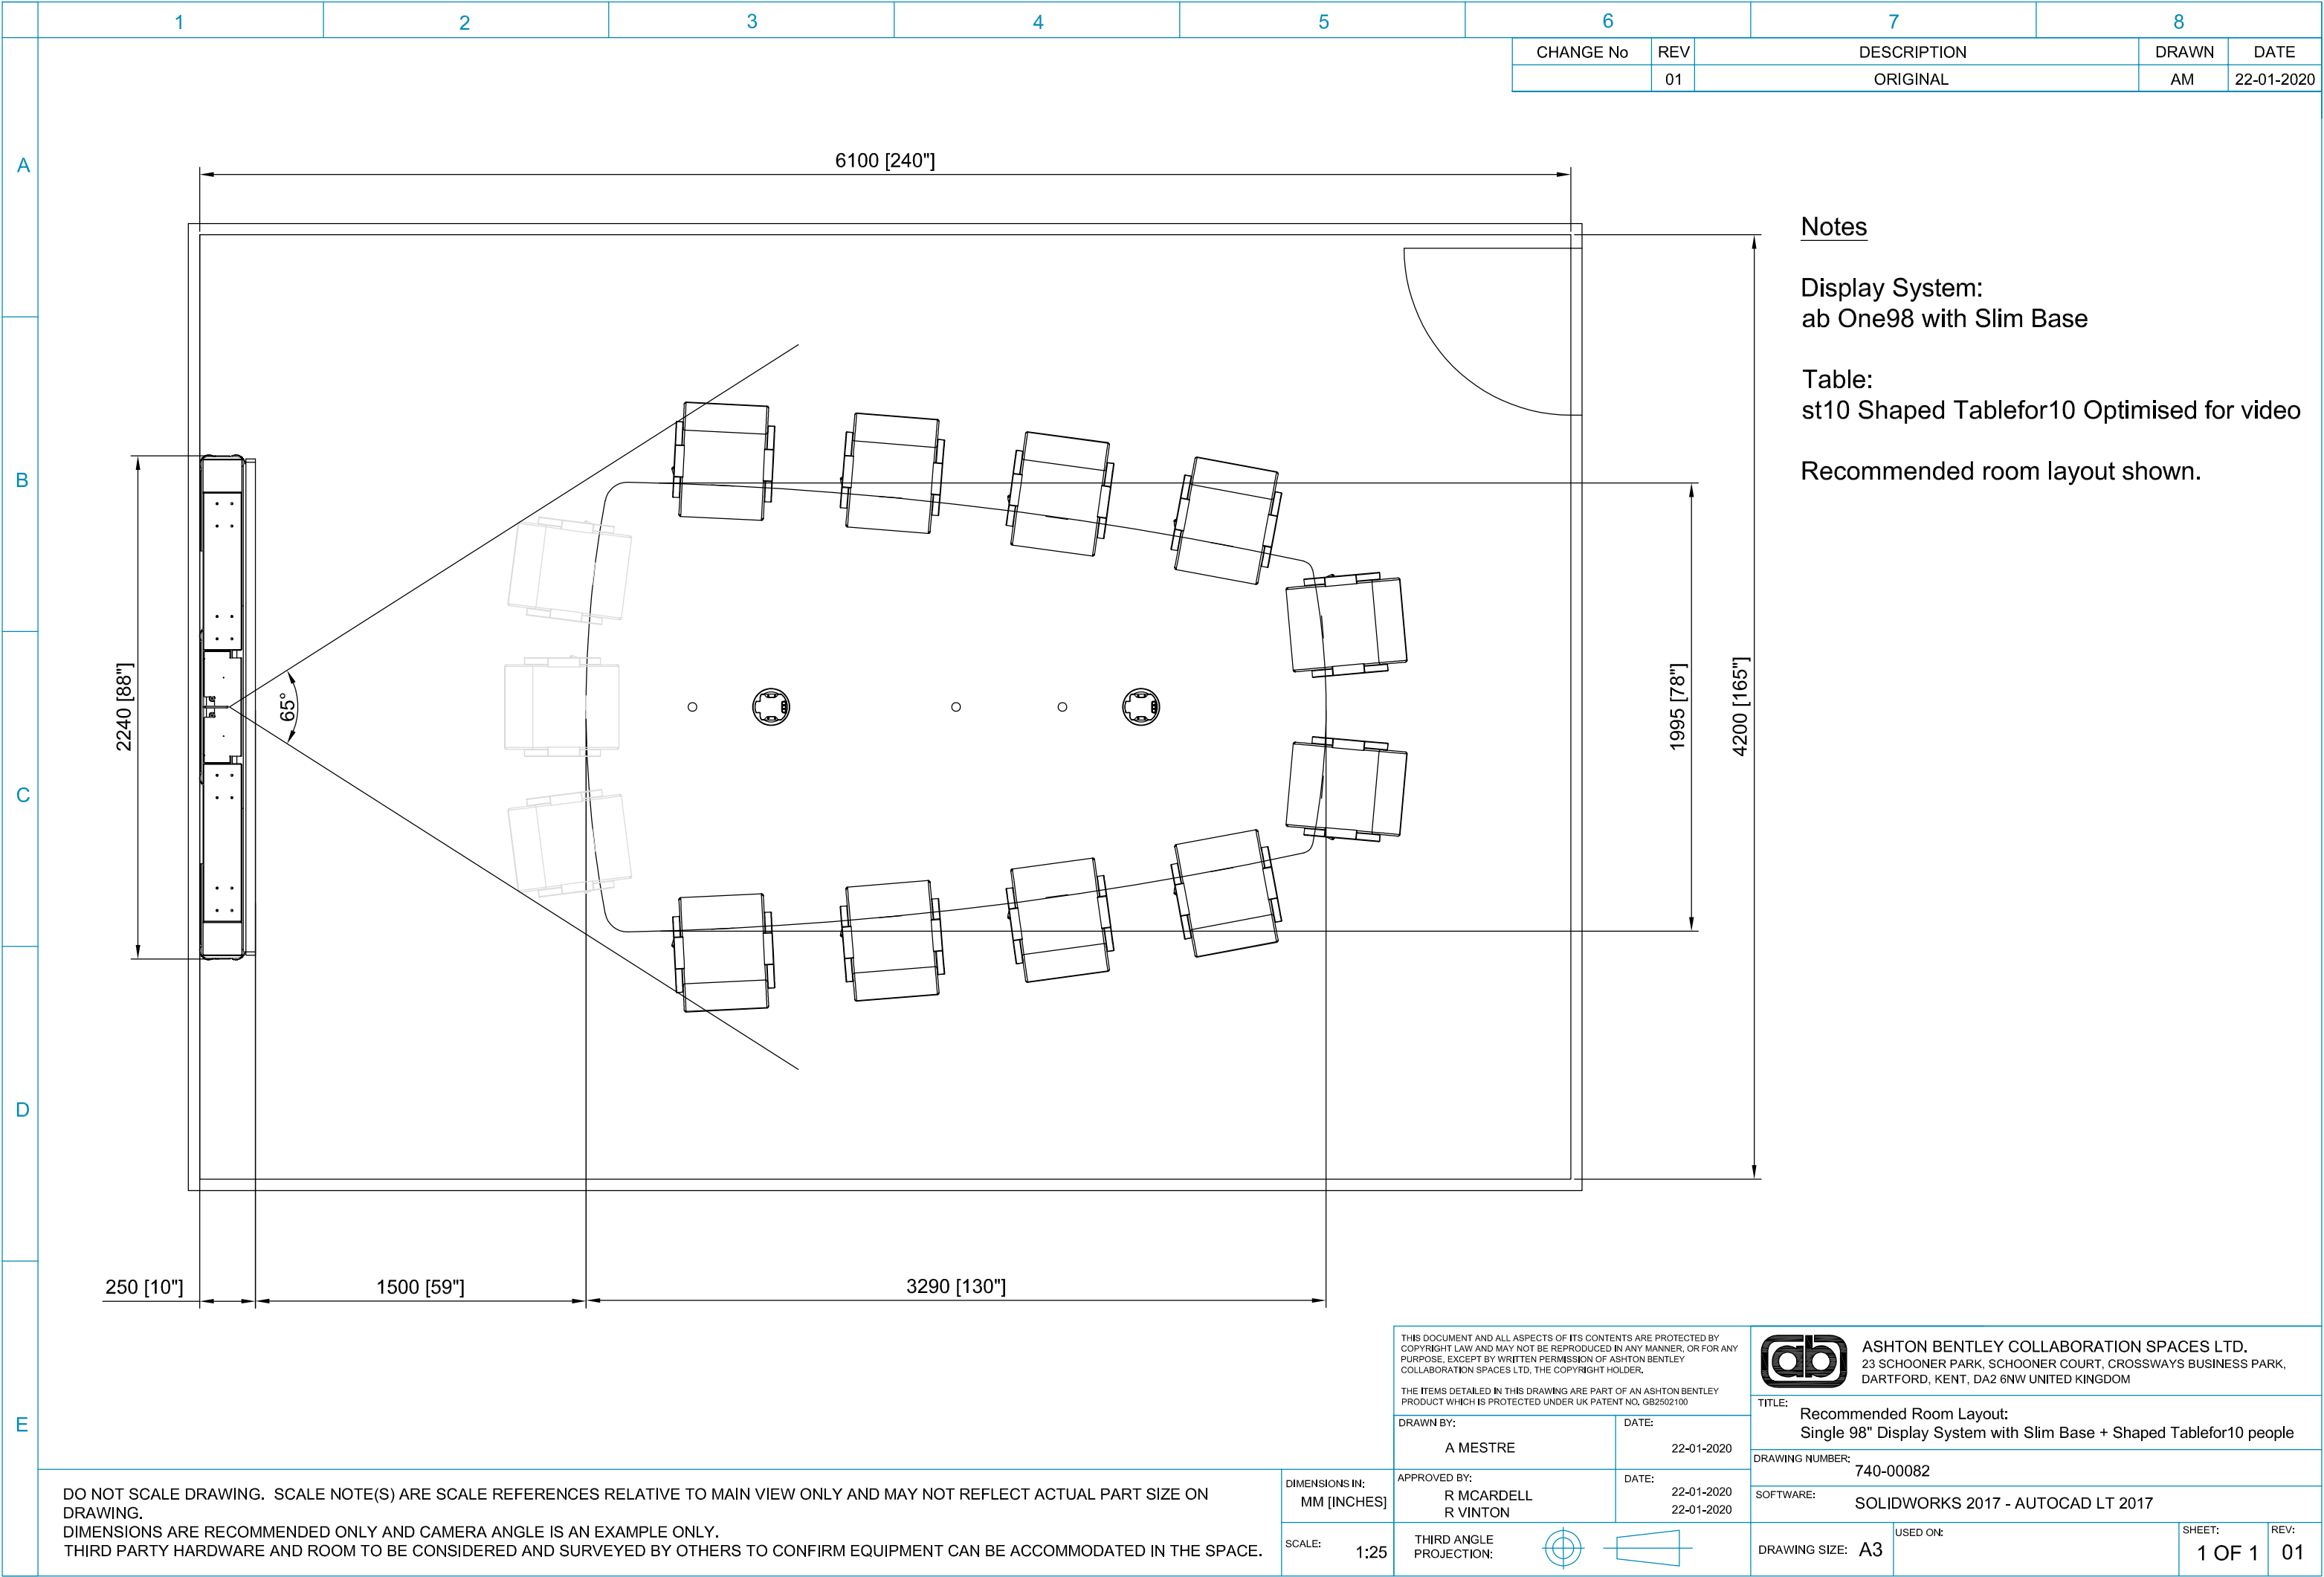 1 2 3 4 5 6 7 8
CHANGE No REV DESCRIPTION DRAWN DATE
01 ORIGINAL AM 22-01-2020
A
B
C
D
E
6100 [240"]
Notes
Display System:
ab One98 with Slim Base
Table:
st10 Shaped Tablefor10 Optimised for video
Recommended room layout shown.
2240 [88"]
65°
1995 [78"]
4200 [165"]
250 [10"]
1500 [59"]
3290 [130"]
THIS DOCUMENT AND ALL ASPECTS OF ITS CONTENTS ARE PROTECTED BY
COPYRIGHT LAW AND MAY NOT BE REPRODUCED IN ANY MANNER, OR FOR ANY
PURPOSE, EXCEPT BY WRITTEN PERMISSION OF ASHTON BENTLEY
COLLABORATION SPACES LTD, THE COPYRIGHT HOLDER.
THE ITEMS DETAILED IN THIS DRAWING ARE PART OF AN ASHTON BENTLEY
PRODUCT WHICH IS PROTECTED UNDER UK PATENT NO. GB2502100
ab
ASHTON BENTLEY COLLABORATION SPACES LTD.
23 SCHOONER PARK, SCHOONER COURT, CROSSWAYS BUSINESS PARK,
DARTFORD, KENT, DA2 6NW UNITED KINGDOM
TITLE:
Recommended Room Layout:
Single 98" Display System with Slim Base + Shaped Tablefor10 people
DRAWN BY: DATE:
A MESTRE 22-01-2020
DRAWING NUMBER:
740-00082
APPROVED BY: DATE:
R MCARDELL 22-01-2020
R VINTON 22-01-2020
SOFTWARE:
SOLIDWORKS 2017 - AUTOCAD LT 2017
DIMENSIONS IN:
MM [INCHES]
SCALE:
1:25
THIRD ANGLE
PROJECTION:
DRAWING SIZE: A3
USED ON:
SHEET:
1 OF 1
REV:
01
DO NOT SCALE DRAWING. SCALE NOTE(S) ARE SCALE REFERENCES RELATIVE TO MAIN VIEW ONLY AND MAY NOT REFLECT ACTUAL PART SIZE ON
DRAWING.
DIMENSIONS ARE RECOMMENDED ONLY AND CAMERA ANGLE IS AN EXAMPLE ONLY.
THIRD PARTY HARDWARE AND ROOM TO BE CONSIDERED AND SURVEYED BY OTHERS TO CONFIRM EQUIPMENT CAN BE ACCOMMODATED IN THE SPACE.